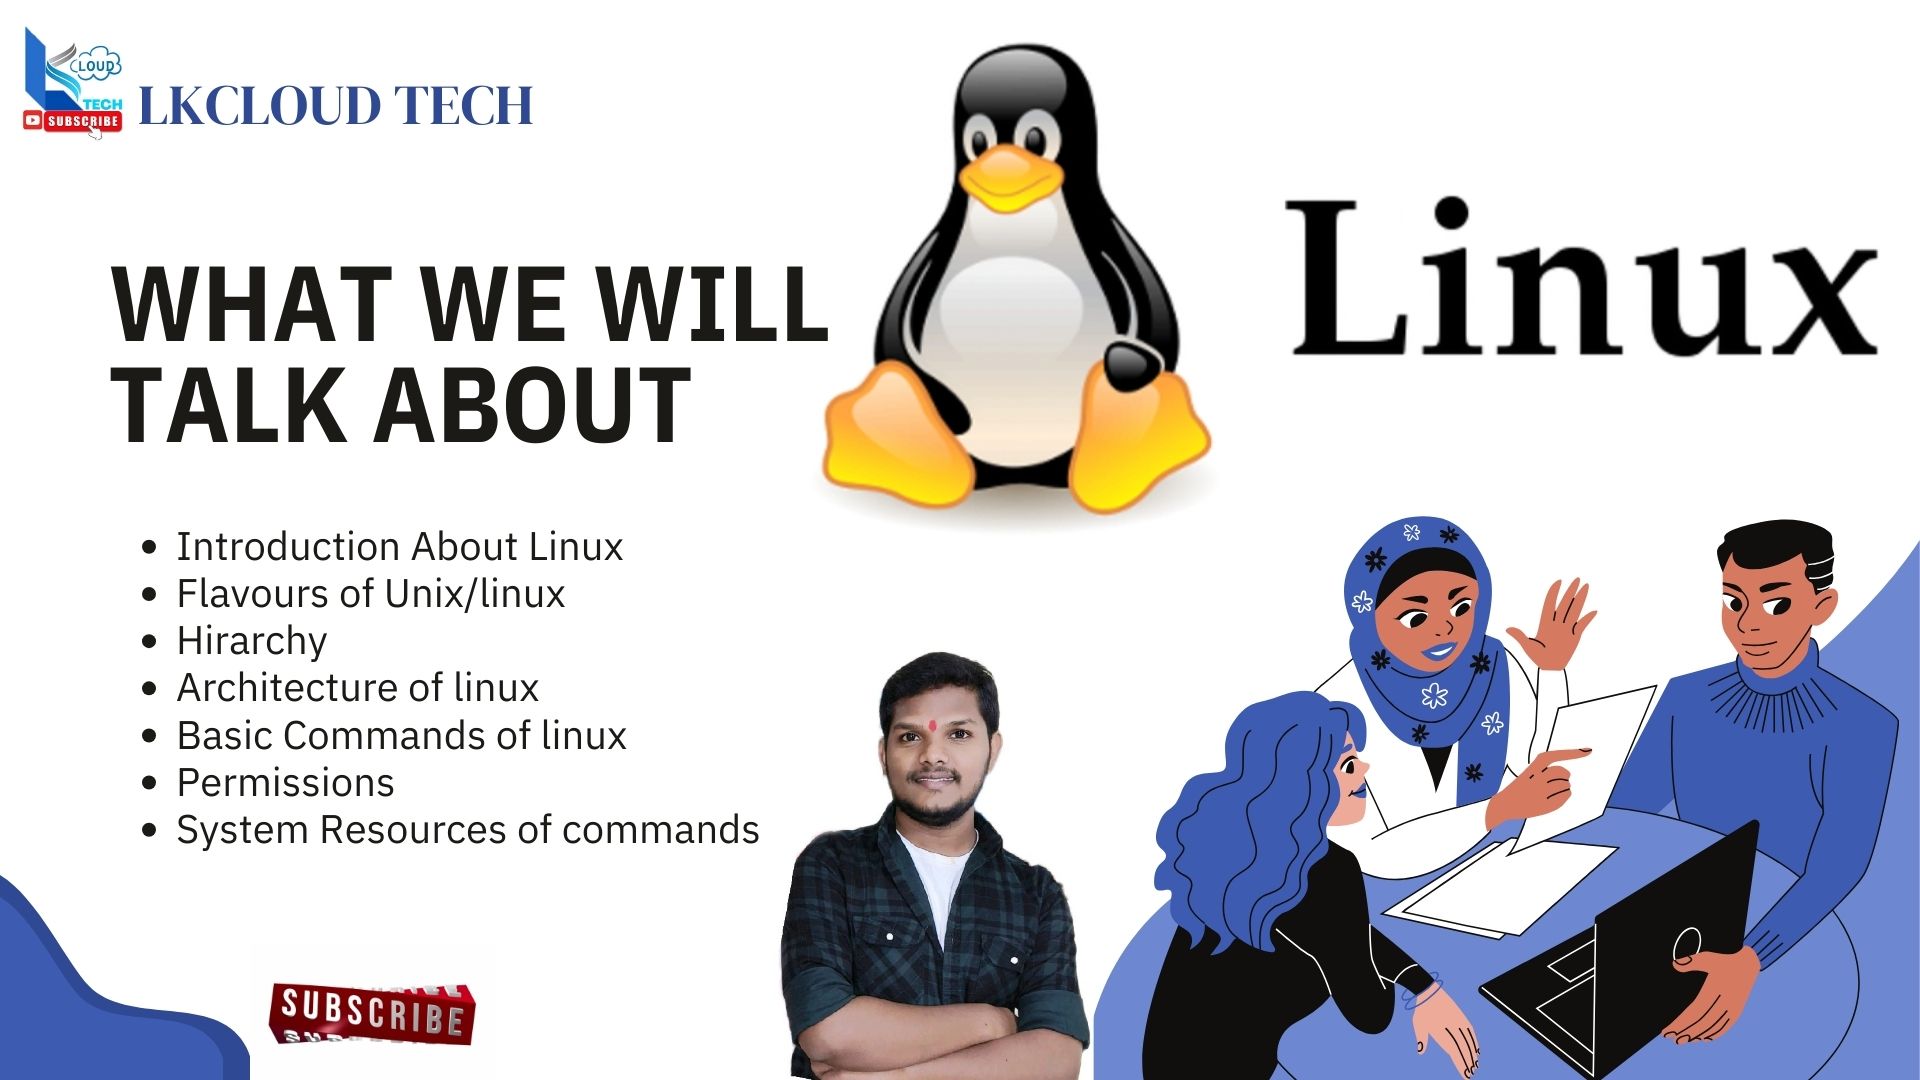 CLOUD
TECH
SUBSCRIBE
LKCLOUD TECH
Linux
WHAT WE WILL
TALK ABOUT
Introduction About Linux
Flavours of Unix/linux
Hirarchy
Architecture of linux
Basic Commands of linux
Permissions
System Resources of commands
SUBSCRIBE